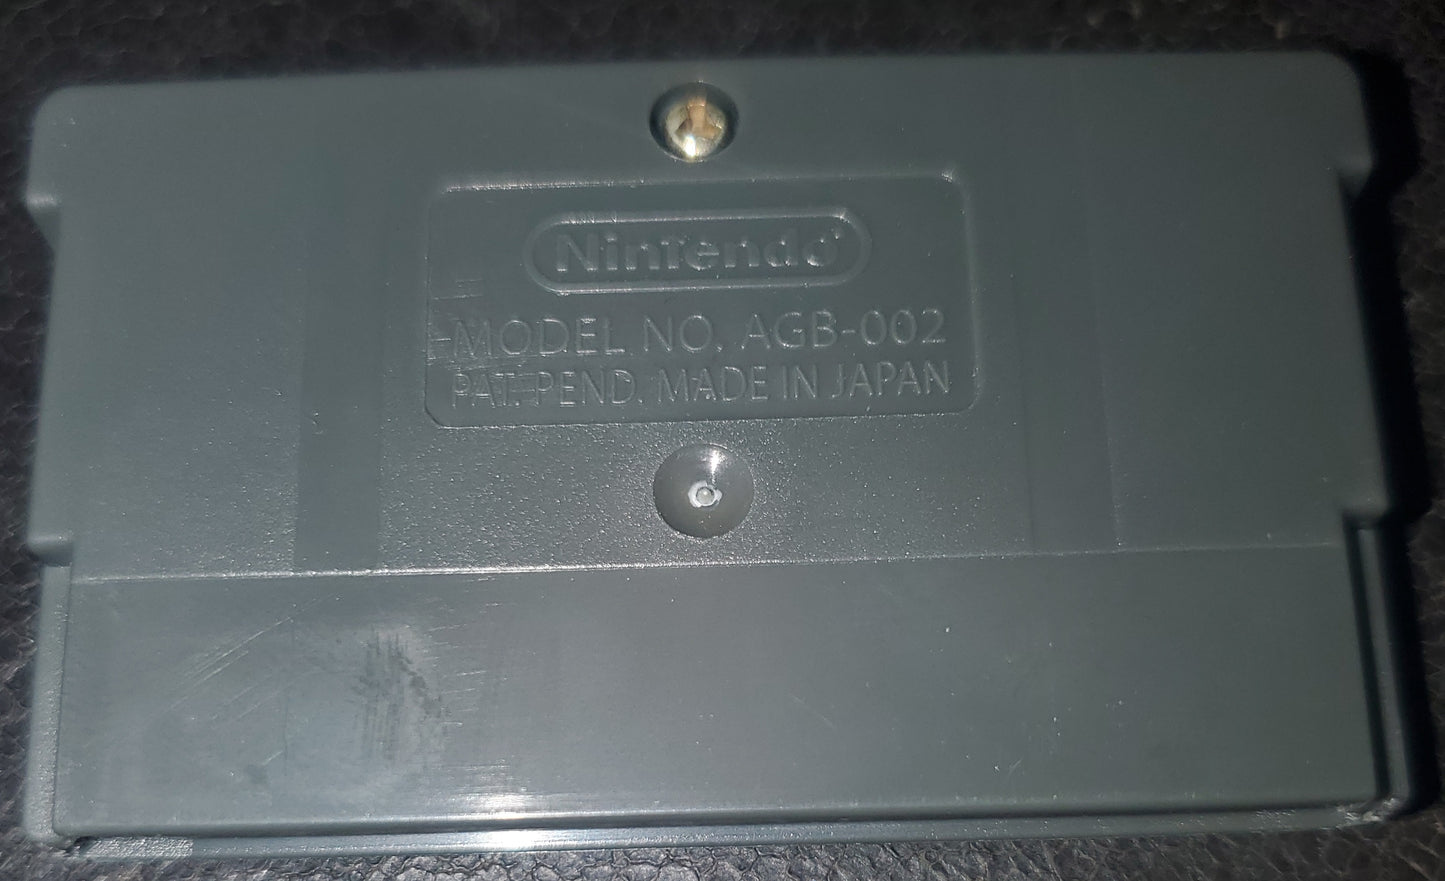 Nintendo
MODEL NO. AGB-002
PAT. PEND. MADE IN JAPAN